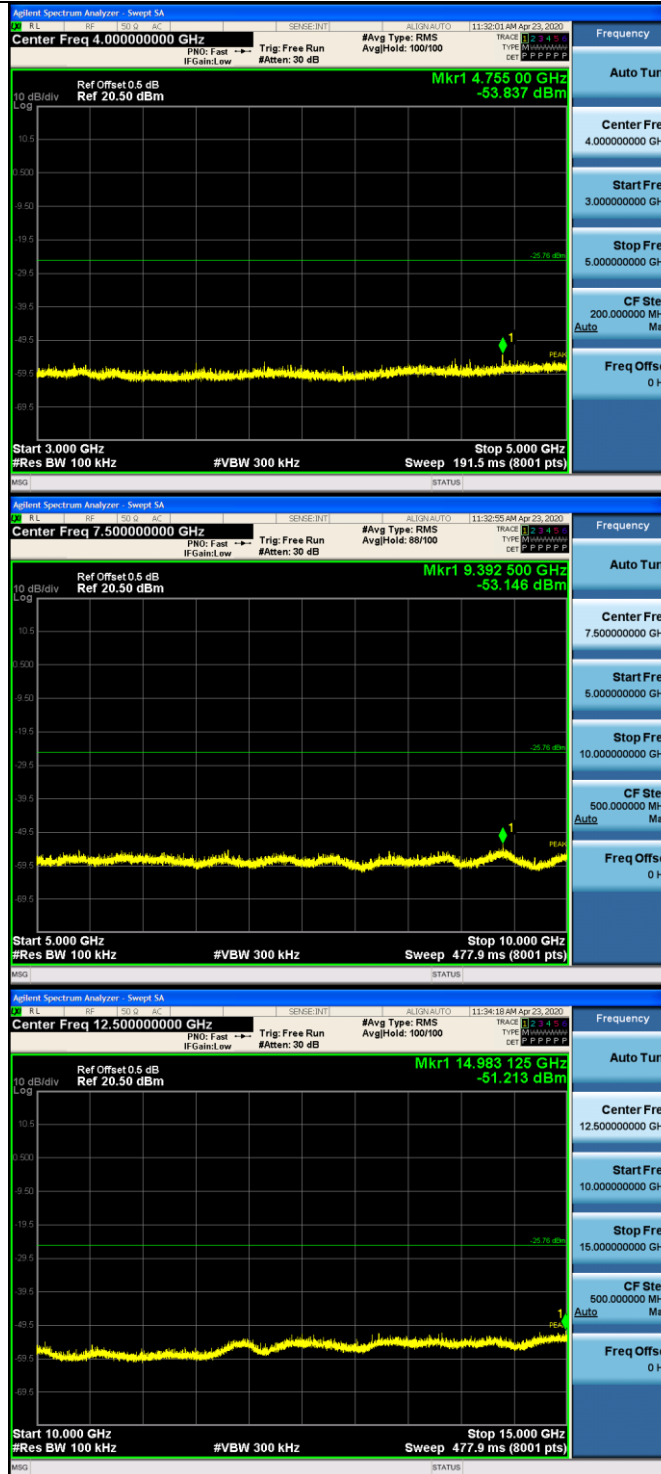 Agilent Spectrum Analyzer - Swept SA
RL RF 50 Ω AC SENSE:INT ALIGNAUTO 11:32:01 AM Apr 23, 2020
Center Freq 4.000000000 GHz #Avg Type: RMS TRACE 1 2 3 4 5 6
PNO: Fast Trig: Free Run Avg|Hold: 100/100 TYPE M
IFGain:Low #Atten: 30 dB DET P P P P P P
Mkr1 4.755 00 GHz
Ref Offset 0.5 dB
10 dB/div Ref 20.50 dBm -53.837 dBm
Log
10.5
0.500
-9.50
-19.5
-25.76 dBm
-29.5
-39.5
-49.5
1
PEAK
-59.5
-69.5
Start 3.000 GHz Stop 5.000 GHz
#Res BW 100 kHz #VBW 300 kHz Sweep 191.5 ms (8001 pts)
MSG STATUS
Frequency
Auto Tun
Center Fre
4.000000000 GH
Start Fre
3.000000000 GH
Stop Fre
5.000000000 GH
CF Ste
200.000000 MH
Auto Ma
Freq Offse
0 H
Agilent Spectrum Analyzer - Swept SA
RL RF 50 Ω AC SENSE:INT ALIGNAUTO 11:32:55 AM Apr 23, 2020
Center Freq 7.500000000 GHz #Avg Type: RMS TRACE 1 2 3 4 5 6
PNO: Fast Trig: Free Run Avg|Hold: 88/100 TYPE M
IFGain:Low #Atten: 30 dB DET P P P P P P
Mkr1 9.392 500 GHz
Ref Offset 0.5 dB
10 dB/div Ref 20.50 dBm -53.146 dBm
Log
10.5
0.500
-9.50
-19.5
-25.76 dBm
-29.5
-39.5
-49.5
1
PEAK
-59.5
-69.5
Start 5.000 GHz Stop 10.000 GHz
#Res BW 100 kHz #VBW 300 kHz Sweep 477.9 ms (8001 pts)
MSG STATUS
Frequency
Auto Tun
Center Fre
7.500000000 GH
Start Fre
5.000000000 GH
Stop Fre
10.000000000 GH
CF Ste
500.000000 MH
Auto Ma
Freq Offse
0 H
Agilent Spectrum Analyzer - Swept SA
RL RF 50 Ω AC SENSE:INT ALIGNAUTO 11:34:18 AM Apr 23, 2020
Center Freq 12.500000000 GHz #Avg Type: RMS TRACE 1 2 3 4 5 6
PNO: Fast Trig: Free Run Avg|Hold: 100/100 TYPE M
IFGain:Low #Atten: 30 dB DET P P P P P P
Mkr1 14.983 125 GHz
Ref Offset 0.5 dB
10 dB/div Ref 20.50 dBm -51.213 dBm
Log
10.5
0.500
-9.50
-19.5
-25.76 dBm
-29.5
-39.5
-49.5
1
PEAK
-59.5
-69.5
Start 10.000 GHz Stop 15.000 GHz
#Res BW 100 kHz #VBW 300 kHz Sweep 477.9 ms (8001 pts)
MSG STATUS
Frequency
Auto Tun
Center Fre
12.500000000 GH
Start Fre
10.000000000 GH
Stop Fre
15.000000000 GH
CF Ste
500.000000 MH
Auto Ma
Freq Offse
0 H